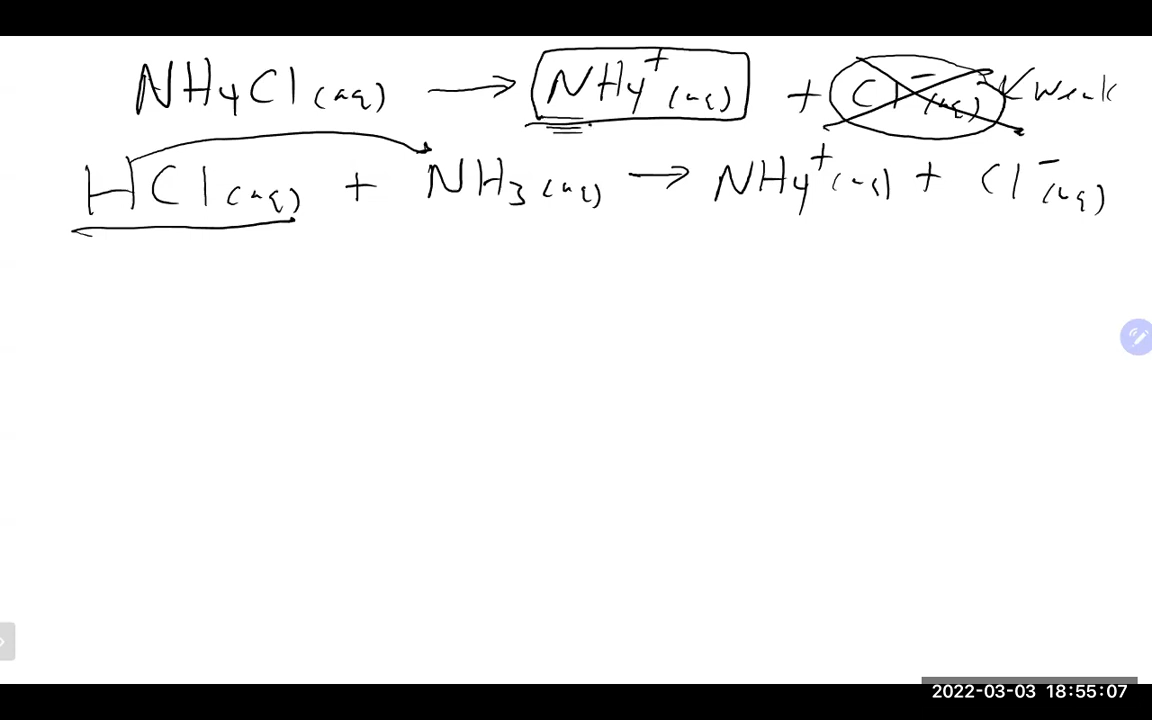 NH4Cl(aq) → NH4+(aq) + Cl-(aq) weak
HCl(aq) + NH3(aq) → NH4+(aq) + Cl-(aq)
2022-03-03 18:55:07